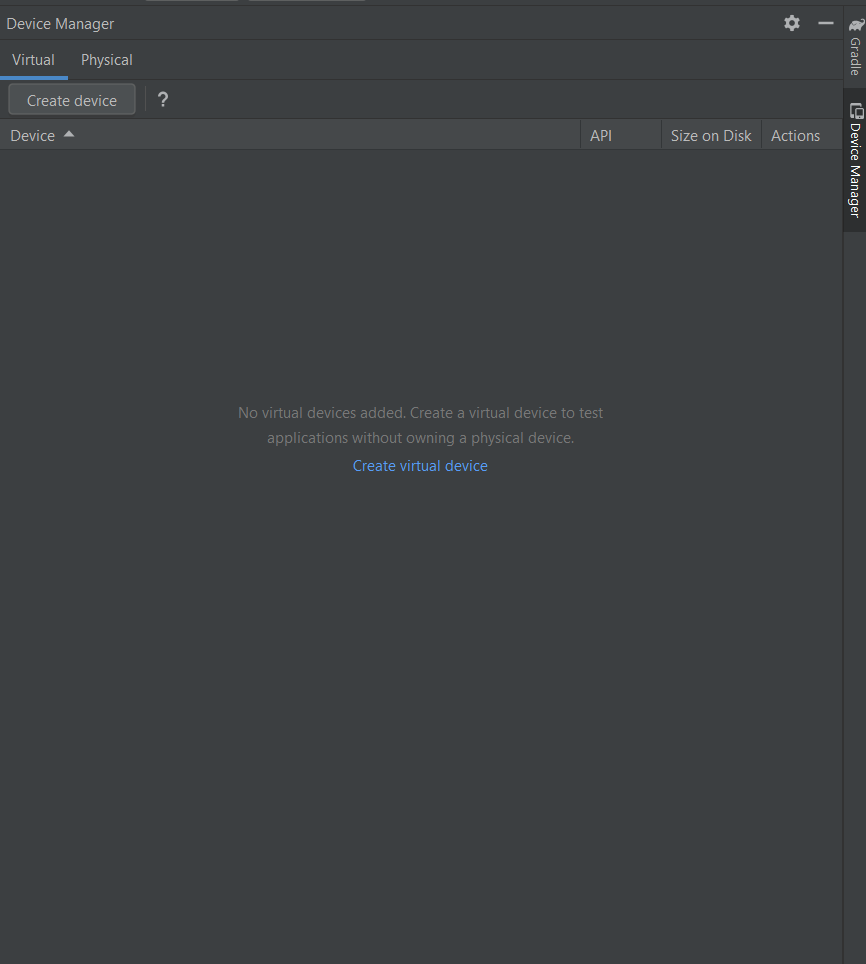 Device Manager
Virtual
Physical
Create device
?
Device
API
Size on Disk
Actions
No virtual devices added. Create a virtual device to test
applications without owning a physical device.
Create virtual device
Gradle
Device Manager